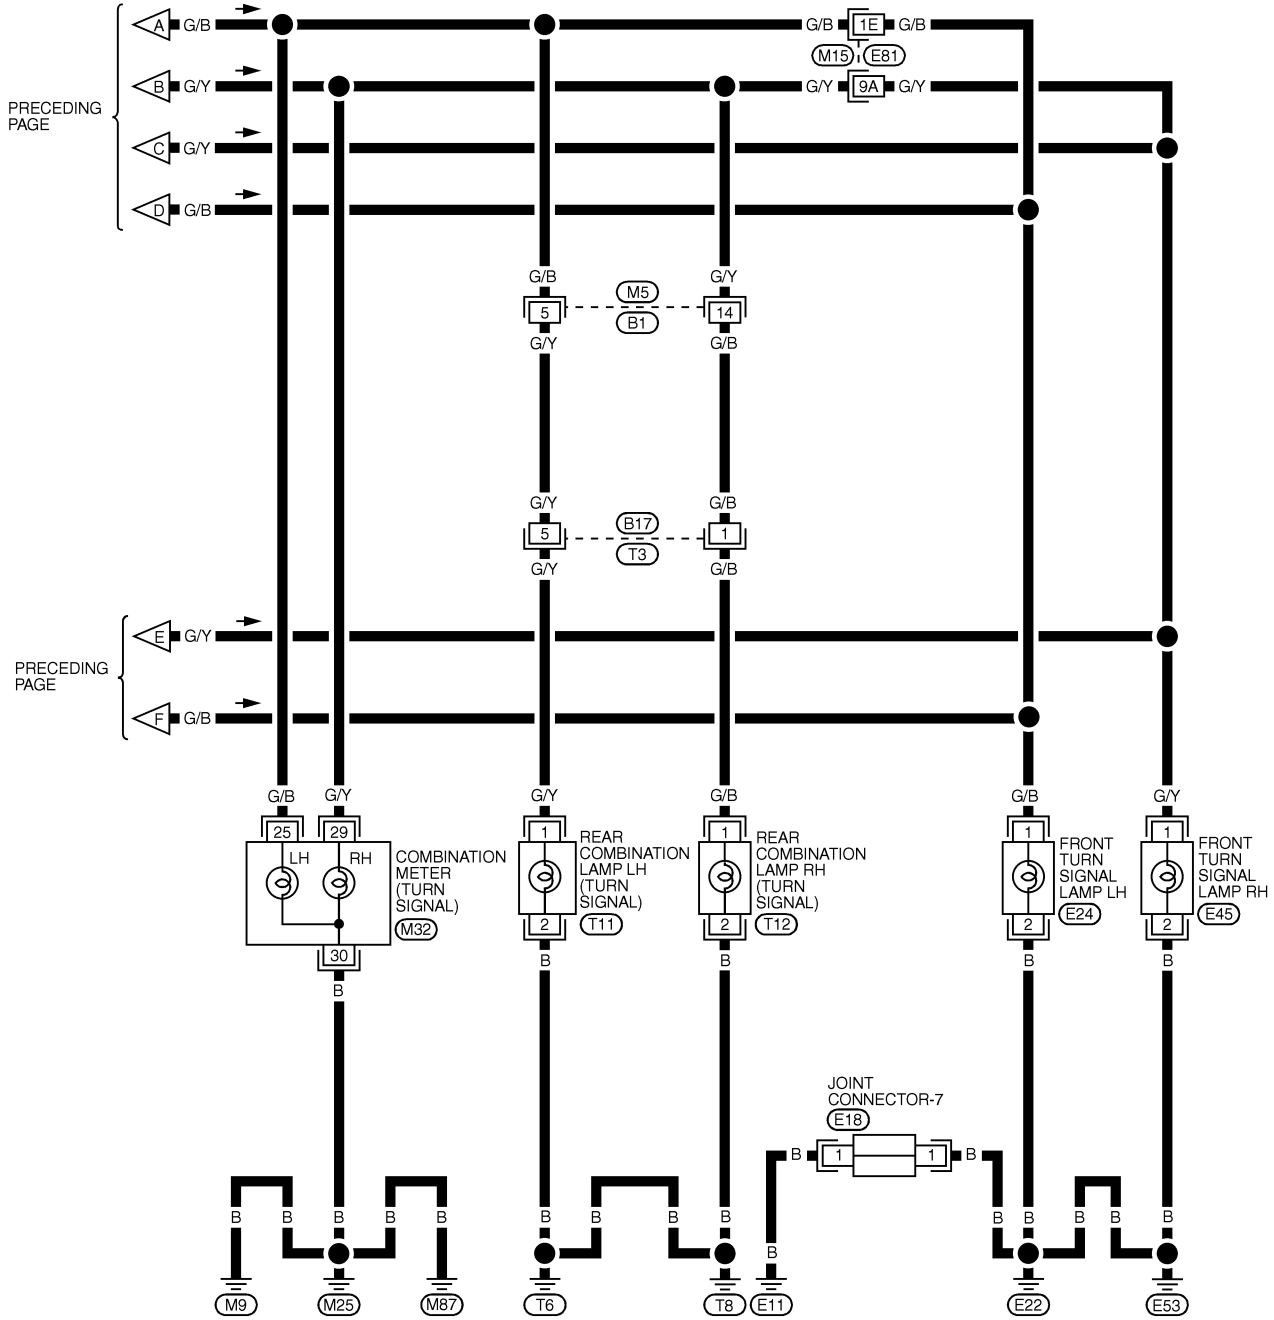 A G/B G/B 1E G/B
M15 E81
B G/Y G/Y 9A G/Y
PRECEDING
PAGE
C G/Y
D G/B
G/B G/Y
M5
5 14
B1
G/Y G/B
G/Y G/B
B17
5 1
T3
G/Y G/B
E G/Y
PRECEDING
PAGE
F G/B
G/B G/Y G/Y G/B G/B G/Y
25 29 1 1 1 1
LH RH
COMBINATION
METER
(TURN
SIGNAL)
M32
REAR
COMBINATION
LAMP LH
(TURN
SIGNAL)
T11
REAR
COMBINATION
LAMP RH
(TURN
SIGNAL)
T12
FRONT
TURN
SIGNAL
LAMP LH
E24
FRONT
TURN
SIGNAL
LAMP RH
E45
30 2 2 2 2
B B B B B
JOINT
CONNECTOR-7
E18
B 1 1 B
B B B B B B B B B B B B B B
B
M9 M25 M87 T6 T8 E11 E22 E53